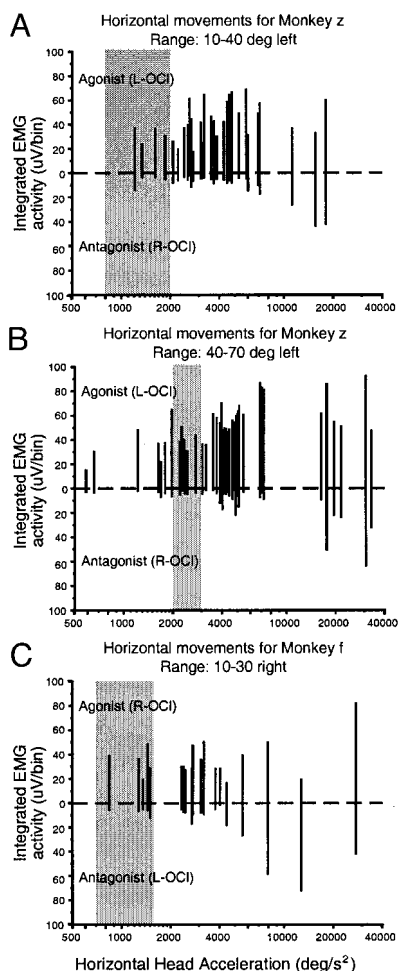 A
Horizontal movements for Monkey z
Range: 10-40 deg left
Integrated EMG
activity (uV/bin)
100
80
60
40
20
0
20
40
60
80
100
Agonist (L-OCI)
Antagonist (R-OCI)
500 1000 2000 4000 10000 20000 40000
B
Horizontal movements for Monkey z
Range: 40-70 deg left
Integrated EMG
activity (uV/bin)
100
80
60
40
20
0
20
40
60
80
100
Agonist (L-OCI)
Antagonist (R-OCI)
500 1000 2000 4000 10000 20000 40000
C
Horizontal movements for Monkey f
Range: 10-30 right
Integrated EMG
activity (uV/bin)
100
80
60
40
20
0
20
40
60
80
100
Agonist (R-OCI)
Antagonist (L-OCI)
500 1000 2000 4000 10000 20000 40000
Horizontal Head Acceleration (deg/s²)